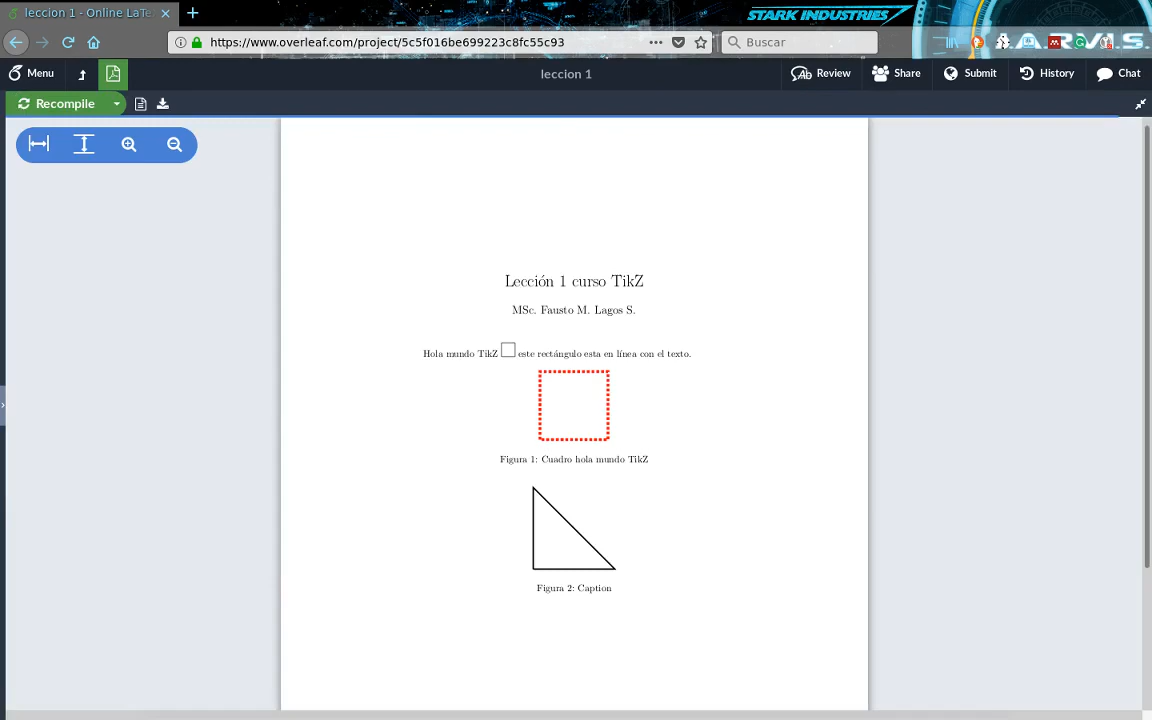 leccion 1 - Online LaTe
STARK INDUSTRIES
https://www.overleaf.com/project/5c5f016be699223c8fc55c93
Buscar
J.A.R.V.I.S.
Menu
leccion 1
Review
Share
Submit
History
Chat
Recompile
Lección 1 curso TikZ
MSc. Fausto M. Lagos S.
Hola mundo TikZ este rectángulo esta en línea con el texto.
Figura 1: Cuadro hola mundo TikZ
Figura 2: Caption